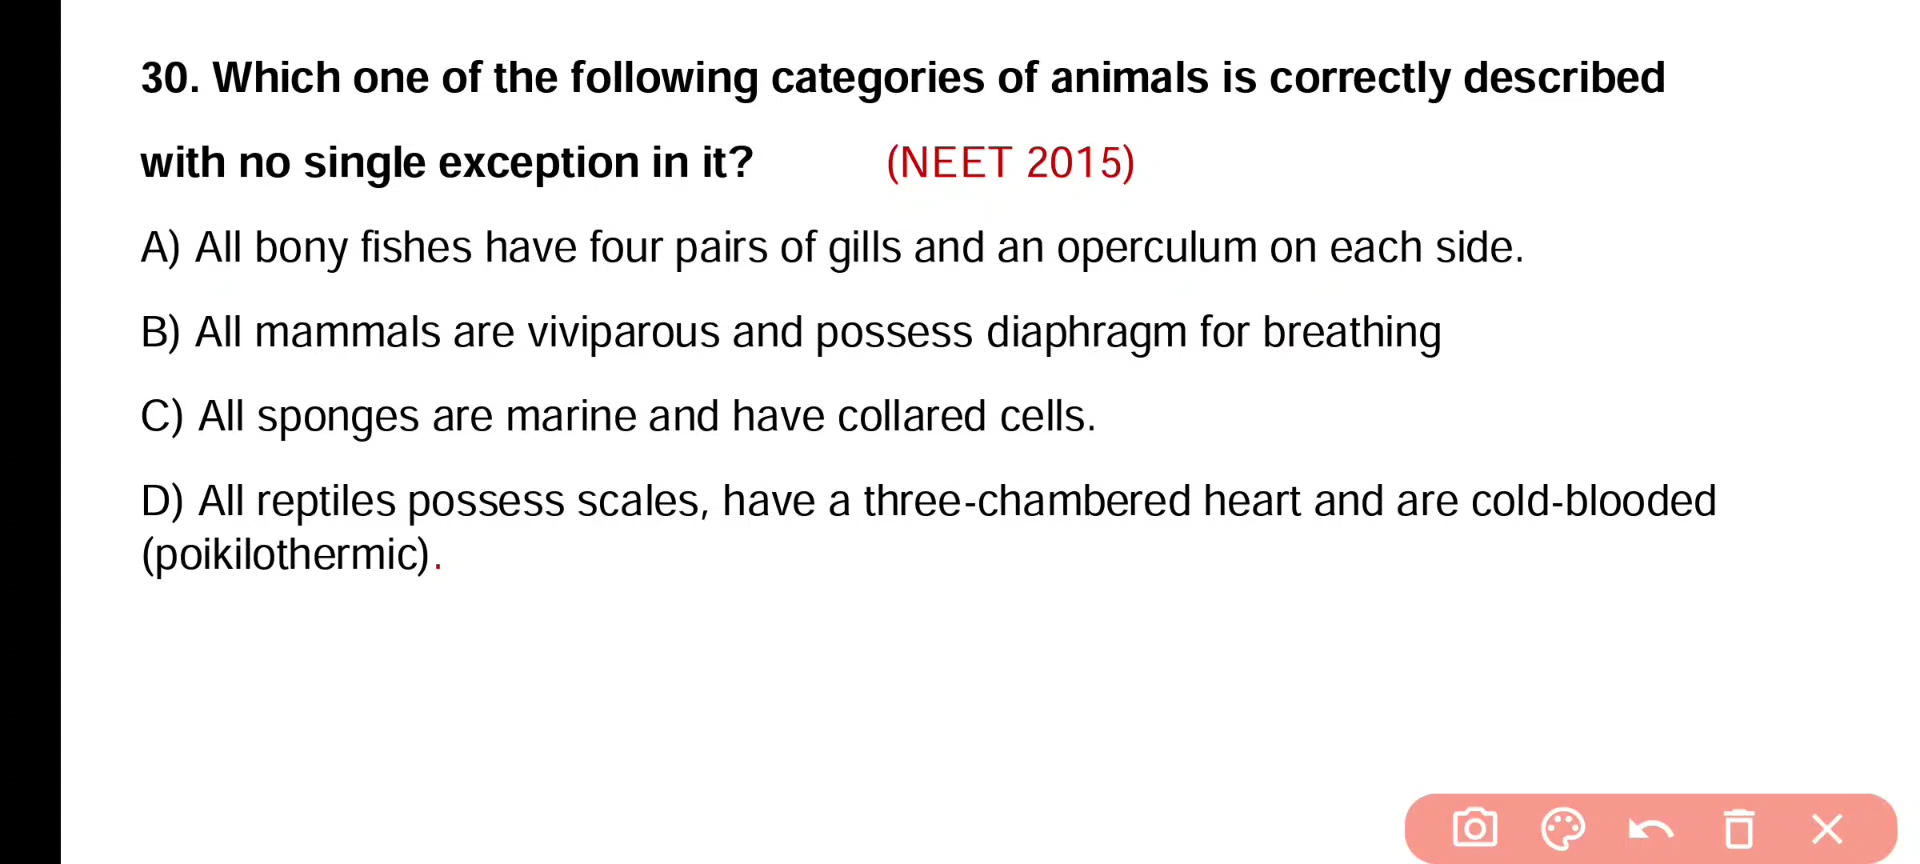 30. Which one of the following categories of animals is correctly described
with no single exception in it? (NEET 2015)
A) All bony fishes have four pairs of gills and an operculum on each side.
B) All mammals are viviparous and possess diaphragm for breathing
C) All sponges are marine and have collared cells.
D) All reptiles possess scales, have a three-chambered heart and are cold-blooded
(poikilothermic).